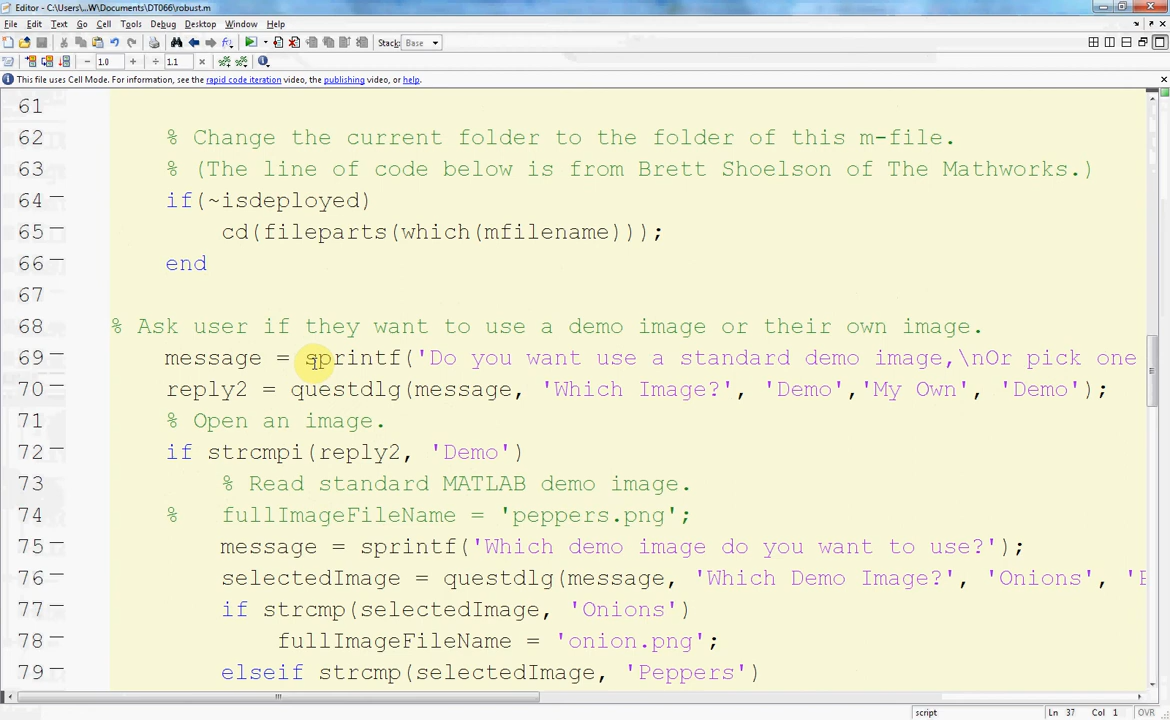 Editor - C:\Users\...W\Documents\DT066\robust.m
File Edit Text Go Cell Tools Debug Desktop Window Help
Stack: Base
1.0 1.1
This file uses Cell Mode. For information, see the rapid code iteration video, the publishing video, or help.
61
62 % Change the current folder to the folder of this m-file.
63 % (The line of code below is from Brett Shoelson of The Mathworks.)
64 if(~isdeployed)
65 cd(fileparts(which(mfilename)));
66 end
67
68 % Ask user if they want to use a demo image or their own image.
69 message = sprintf('Do you want use a standard demo image,\nOr pick one
70 reply2 = questdlg(message, 'Which Image?', 'Demo','My Own', 'Demo');
71 % Open an image.
72 if strcmpi(reply2, 'Demo')
73 % Read standard MATLAB demo image.
74 % fullImageFileName = 'peppers.png';
75 message = sprintf('Which demo image do you want to use?');
76 selectedImage = questdlg(message, 'Which Demo Image?', 'Onions',
77 if strcmp(selectedImage, 'Onions')
78 fullImageFileName = 'onion.png';
79 elseif strcmp(selectedImage, 'Peppers')
script Ln 37 Col 1 OVR